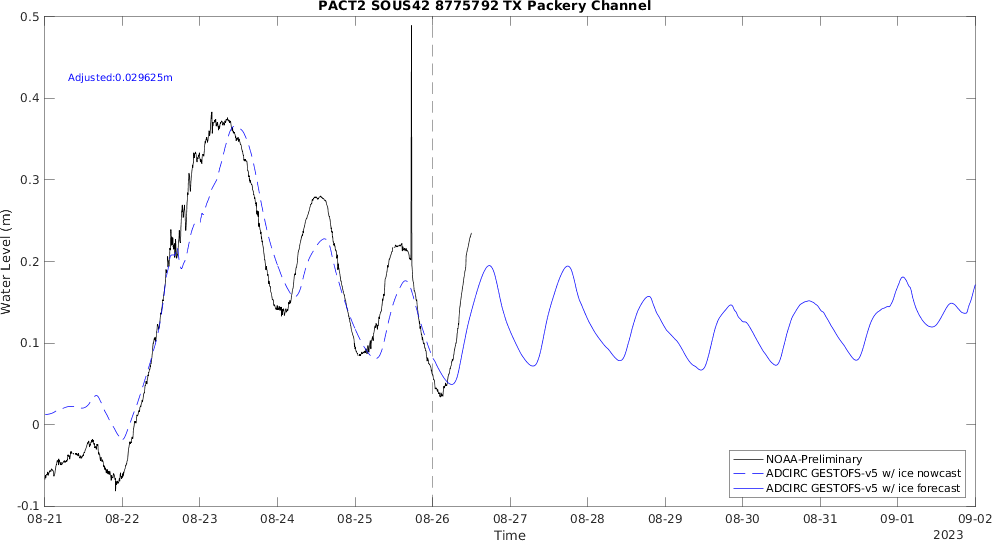 PACT2 SOUS42 8775792 TX Packery Channel
0.5
0.4
0.3
0.2
0.1
0
-0.1
Water Level (m)
Adjusted:0.029625m
NOAA-Preliminary
ADCIRC GESTOFS-v5 w/ ice nowcast
ADCIRC GESTOFS-v5 w/ ice forecast
08-21 08-22 08-23 08-24 08-25 08-26 08-27 08-28 08-29 08-30 08-31 09-01 09-02
Time
2023